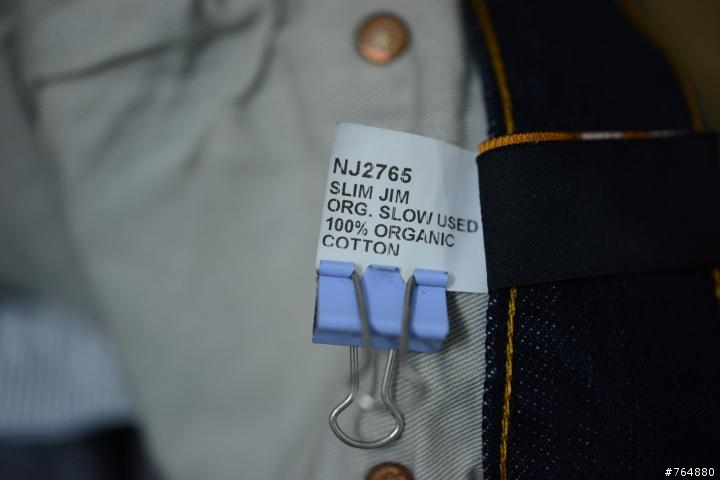 NJ2765
SLIM JIM
ORG. SLOW USED
100% ORGANIC
COTTON
#764880